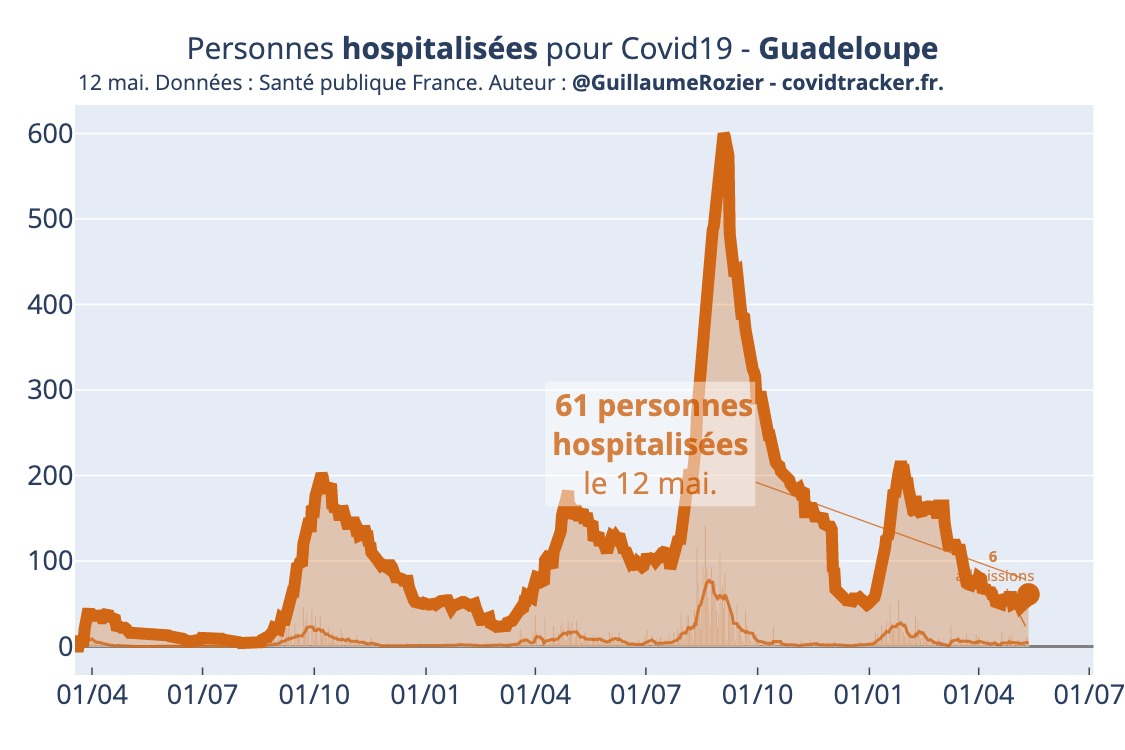 Personnes hospitalisées pour Covid19 - Guadeloupe
12 mai. Données : Santé publique France. Auteur : @GuillaumeRozier - covidtracker.fr.
600
500
400
300
200
100
0
61 personnes
hospitalisées
le 12 mai.
6
admissions
01/04 01/07 01/10 01/01 01/04 01/07 01/10 01/01 01/04 01/07